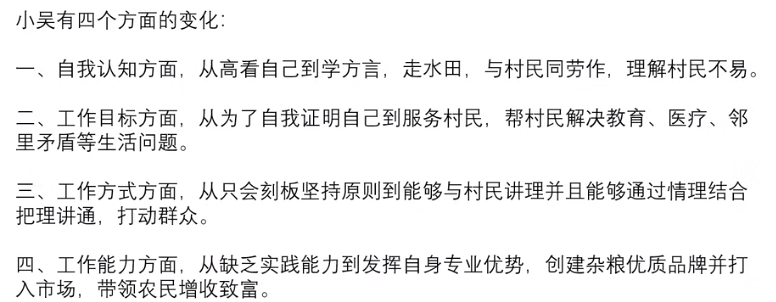 小吴有四个方面的变化：
一、自我认知方面，从高看自己到学方言，走水田，与村民同劳作，理解村民不易。
二、工作目标方面，从为了自我证明自己到服务村民，帮村民解决教育、医疗、邻
里矛盾等生活问题。
三、工作方式方面，从只会刻板坚持原则到能够与村民讲理并且能够通过情理结合
把理讲通，打动群众。
四、工作能力方面，从缺乏实践能力到发挥自身专业优势，创建杂粮优质品牌并打
入市场，带领农民增收致富。